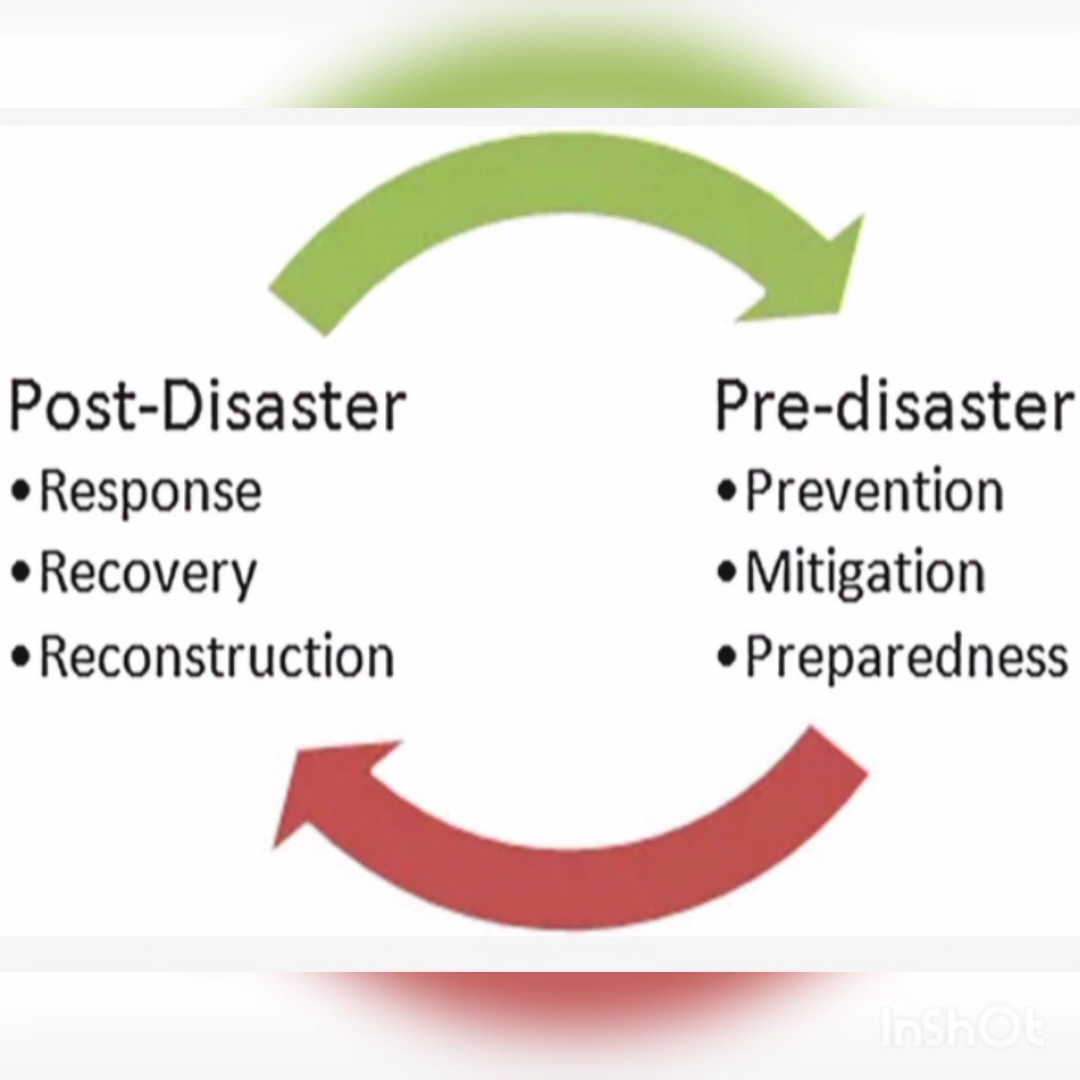 Post-Disaster
•Response
•Recovery
•Reconstruction
Pre-disaster
•Prevention
•Mitigation
•Preparedness
InShOt